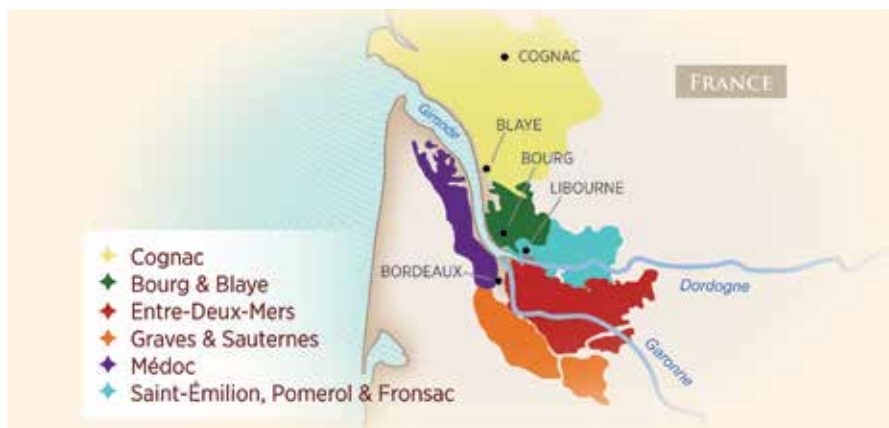 COGNAC
FRANCE
Gironde
BLAYE
BOURG
LIBOURNE
BORDEAUX
Dordogne
Garonne
Cognac
Bourg & Blaye
Entre-Deux-Mers
Graves & Sauternes
Médoc
Saint-Émilion, Pomerol & Fronsac